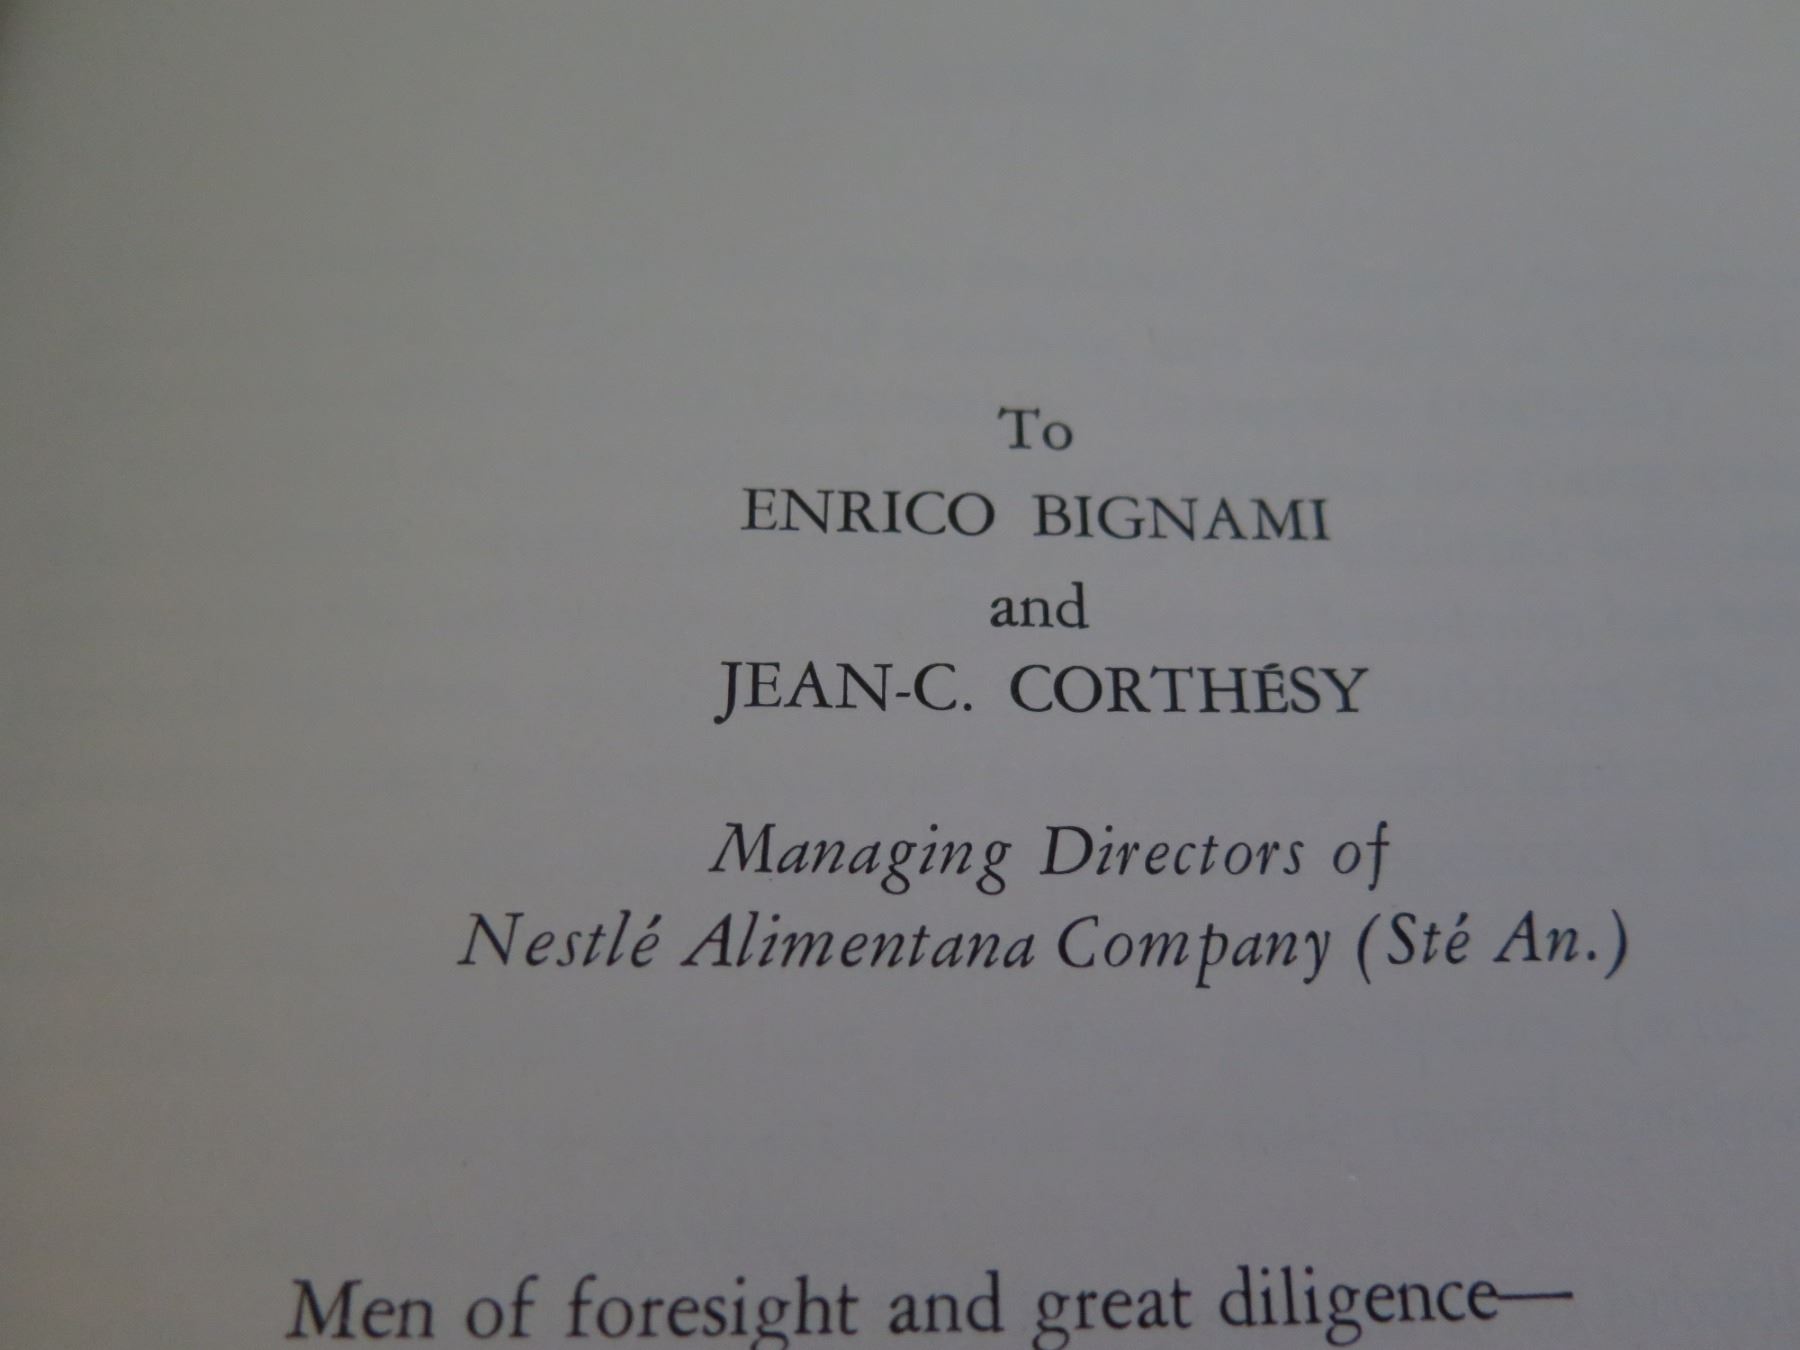 To
ENRICO BIGNAMI
and
JEAN-C. CORTHÉSY
Managing Directors of
Nestlé Alimentana Company (Sté An.)
Men of foresight and great diligence—